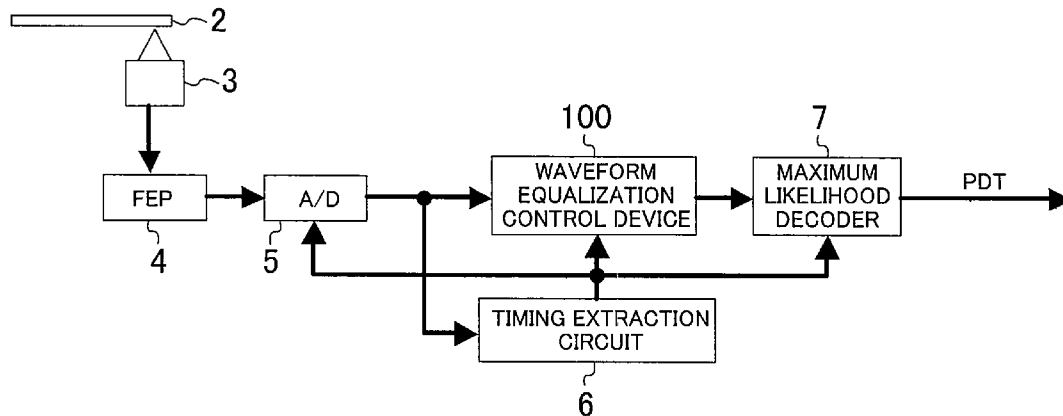 2
3
100
7
FEP
A/D
WAVEFORM
EQUALIZATION
CONTROL DEVICE
MAXIMUM
LIKELIHOOD
DECODER
PDT
4
5
TIMING EXTRACTION
CIRCUIT
6